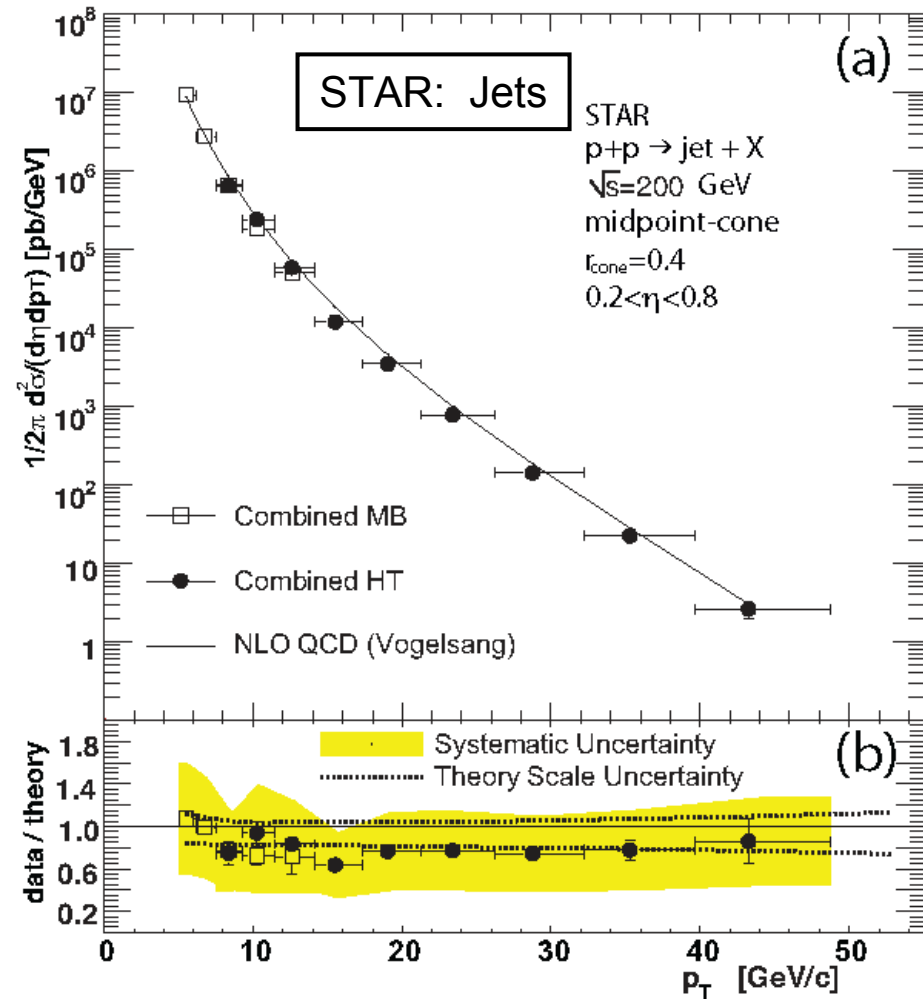 10⁸
10⁷
10⁶
10⁵
10⁴
10³
10²
10
1
1/2π d²σ/(dηdpT) [pb/GeV]
STAR: Jets
(a)
STAR
p+p → jet + X
√s=200 GeV
midpoint-cone
r_cone=0.4
0.2<η<0.8
Combined MB
Combined HT
NLO QCD (Vogelsang)
1.8
1.4
1.0
0.6
0.2
data / theory
Systematic Uncertainty
Theory Scale Uncertainty
(b)
0 10 20 30 40 50
p_T [GeV/c]